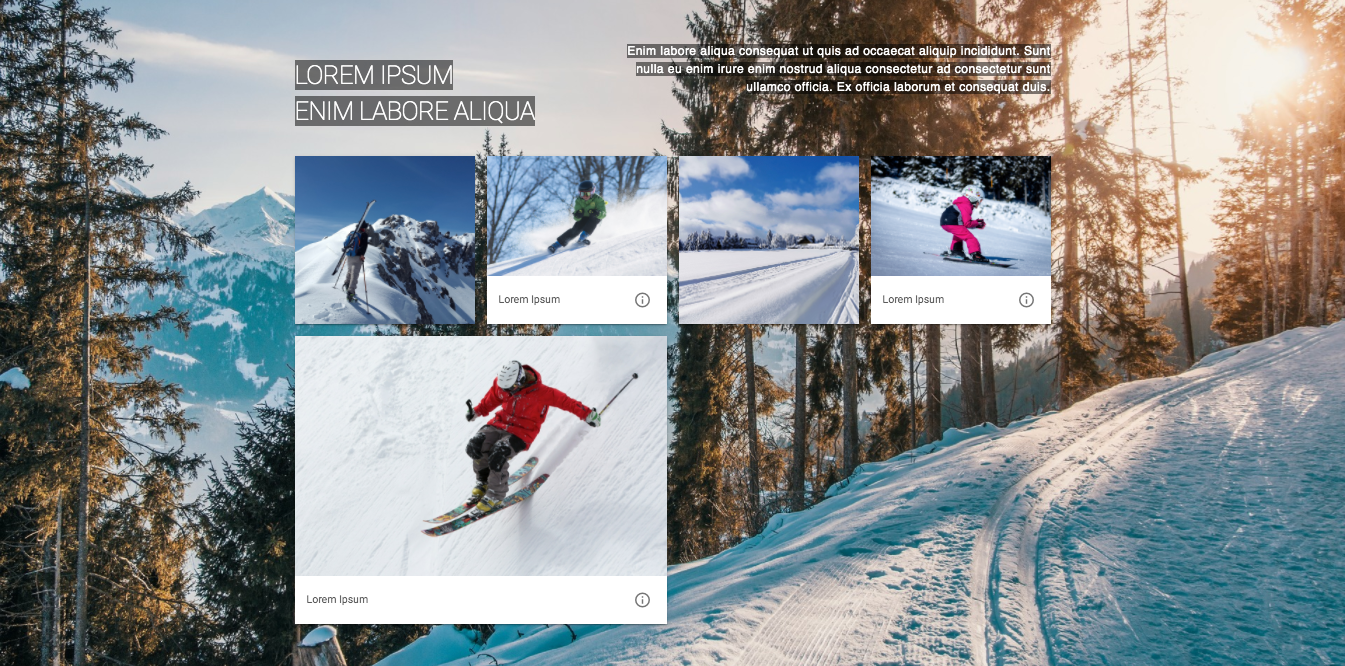 LOREM IPSUM
ENIM LABORE ALIQUA
Enim labore aliqua consequat ut quis ad occaecat aliquip incididunt. Sunt
nulla eu enim irure enim nostrud aliqua consectetur ad consectetur sunt
ullamco officia. Ex officia laborum et consequat duis.
Lorem Ipsum
Lorem Ipsum
Lorem Ipsum